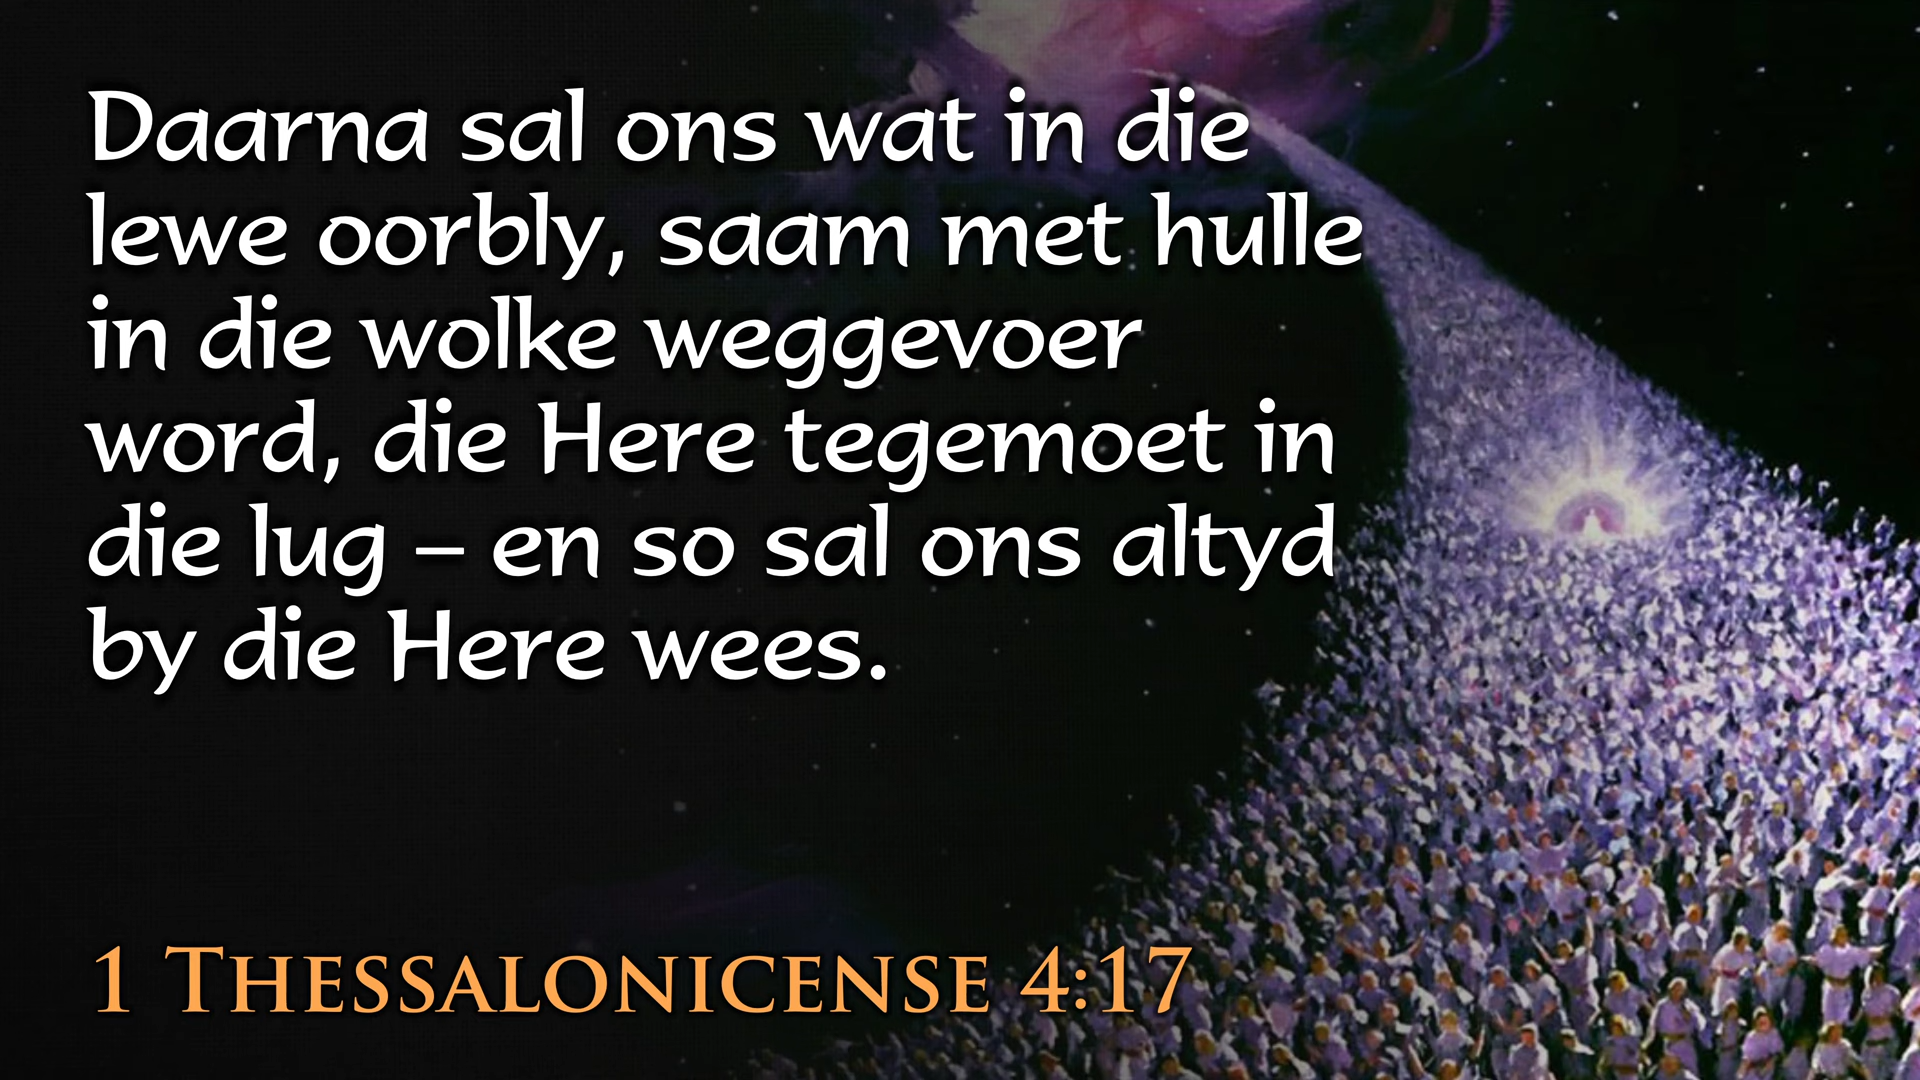 Daarna sal ons wat in die
lewe oorbly, saam met hulle
in die wolke weggevoer
word, die Here tegemoet in
die lug – en so sal ons altyd
by die Here wees.
1 Thessalonicense 4:17